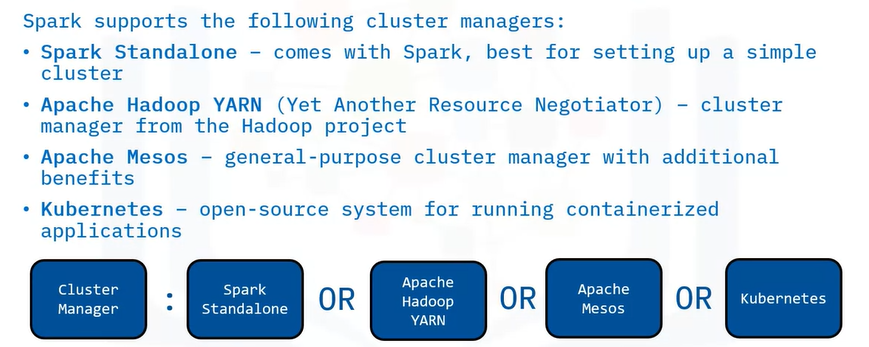 Spark supports the following cluster managers:
• Spark Standalone – comes with Spark, best for setting up a simple
cluster
• Apache Hadoop YARN (Yet Another Resource Negotiator) – cluster
manager from the Hadoop project
• Apache Mesos – general-purpose cluster manager with additional
benefits
• Kubernetes – open-source system for running containerized
applications
Cluster
Manager
:
Spark
Standalone
OR
Apache
Hadoop
YARN
OR
Apache
Mesos
OR
Kubernetes